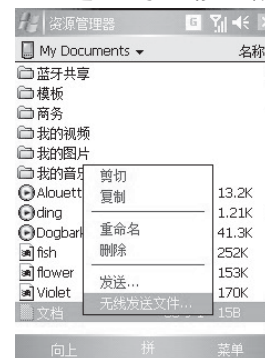 资源管理器
My Documents 名称
蓝牙共享
模板
商务
我的视频
我的图片
我的音乐
Alouett 13.2K
ding 1.21K
Dogbark 41.3K
fish 252K
flower 153K
Violet 170K
文档 15B
剪切
复制
重命名
删除
发送...
无线发送文件...
向上 拼 菜单